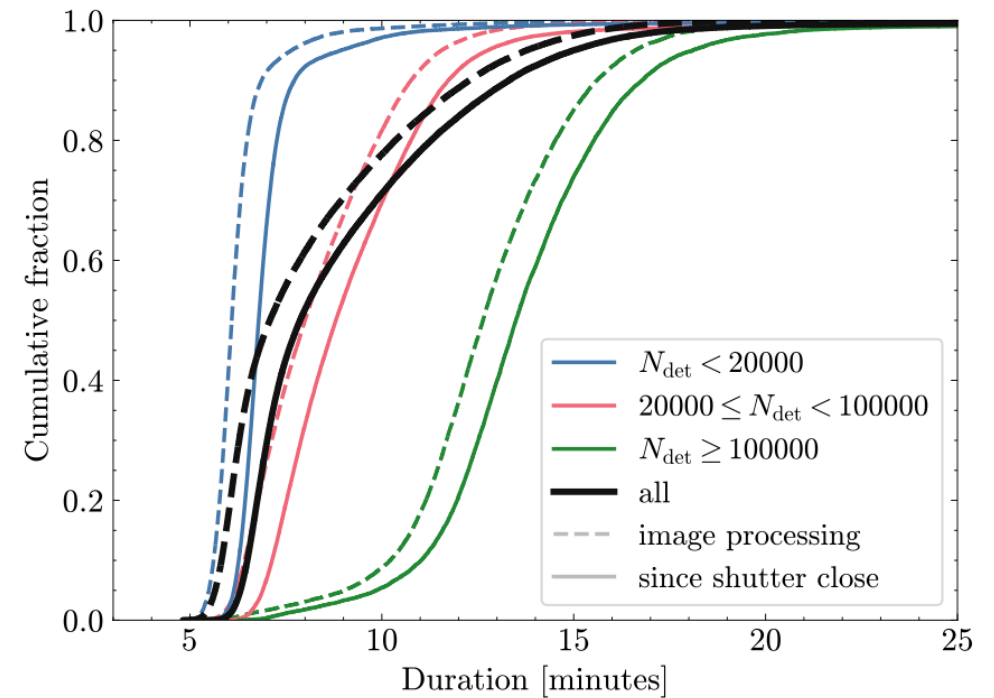 1.0
0.8
0.6
0.4
0.2
0.0
Cumulative fraction
5 10 15 20 25
Duration [minutes]
N_det < 20000
20000 ≤ N_det < 100000
N_det ≥ 100000
all
image processing
since shutter close